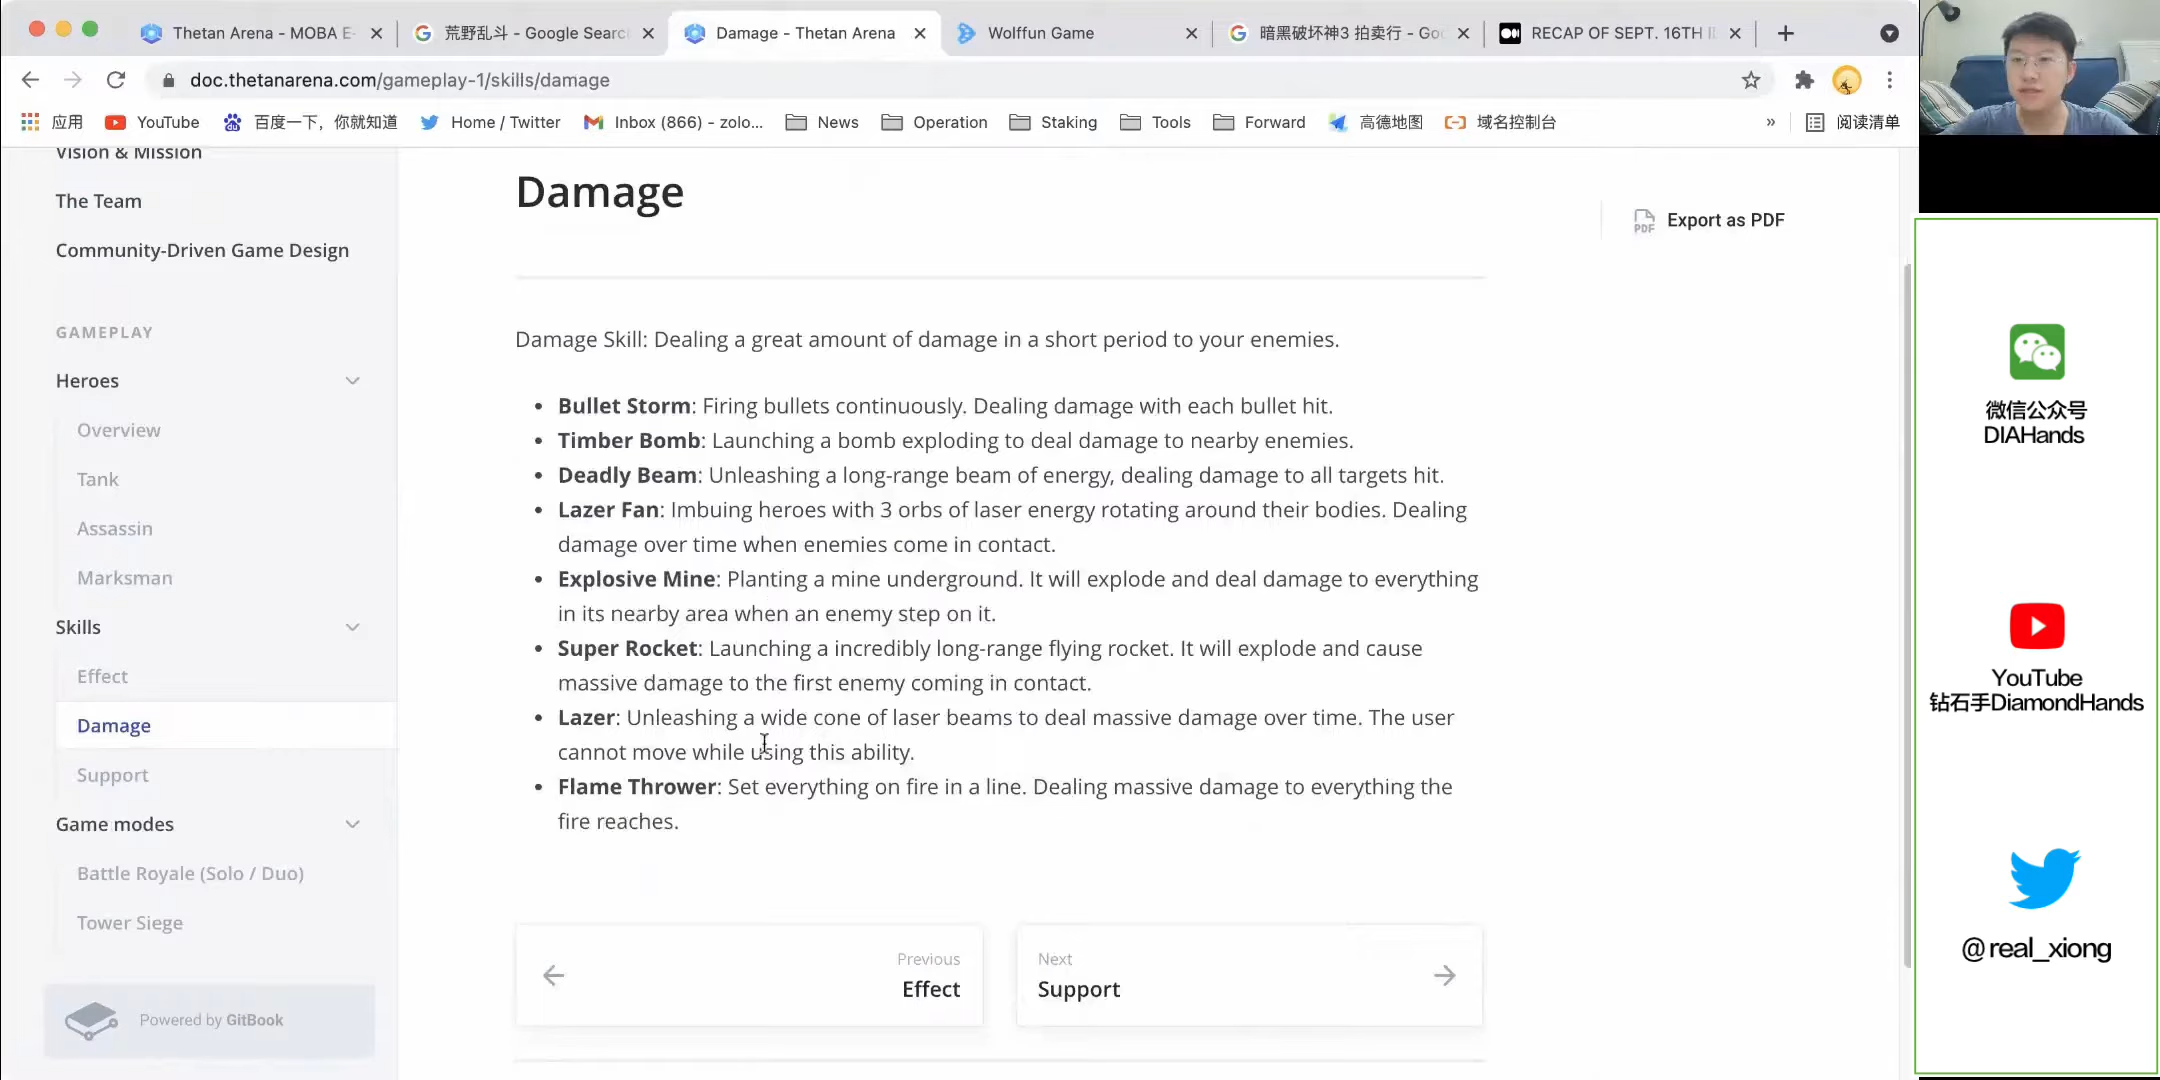 Thetan Arena - MOBA E-
荒野乱斗 - Google Searc
Damage - Thetan Arena
Wolffun Game
暗黑破坏神3 拍卖行 - Goo
RECAP OF SEPT. 16TH
doc.thetanarena.com/gameplay-1/skills/damage
应用
YouTube
百度一下，你就知道
Home / Twitter
Inbox (866) - zolo...
News
Operation
Staking
Tools
Forward
高德地图
域名控制台
»
阅读清单
Vision & Mission
The Team
Community-Driven Game Design
GAMEPLAY
Heroes
Overview
Tank
Assassin
Marksman
Skills
Effect
Damage
Support
Game modes
Battle Royale (Solo / Duo)
Tower Siege
Powered by GitBook
Damage
PDF
Export as PDF
Damage Skill: Dealing a great amount of damage in a short period to your enemies.
• Bullet Storm: Firing bullets continuously. Dealing damage with each bullet hit.
• Timber Bomb: Launching a bomb exploding to deal damage to nearby enemies.
• Deadly Beam: Unleashing a long-range beam of energy, dealing damage to all targets hit.
• Lazer Fan: Imbuing heroes with 3 orbs of laser energy rotating around their bodies. Dealing
damage over time when enemies come in contact.
• Explosive Mine: Planting a mine underground. It will explode and deal damage to everything
in its nearby area when an enemy step on it.
• Super Rocket: Launching a incredibly long-range flying rocket. It will explode and cause
massive damage to the first enemy coming in contact.
• Lazer: Unleashing a wide cone of laser beams to deal massive damage over time. The user
cannot move while using this ability.
• Flame Thrower: Set everything on fire in a line. Dealing massive damage to everything the
fire reaches.
Previous
Effect
Next
Support
微信公众号
DIAHands
YouTube
钻石手DiamondHands
@real_xiong